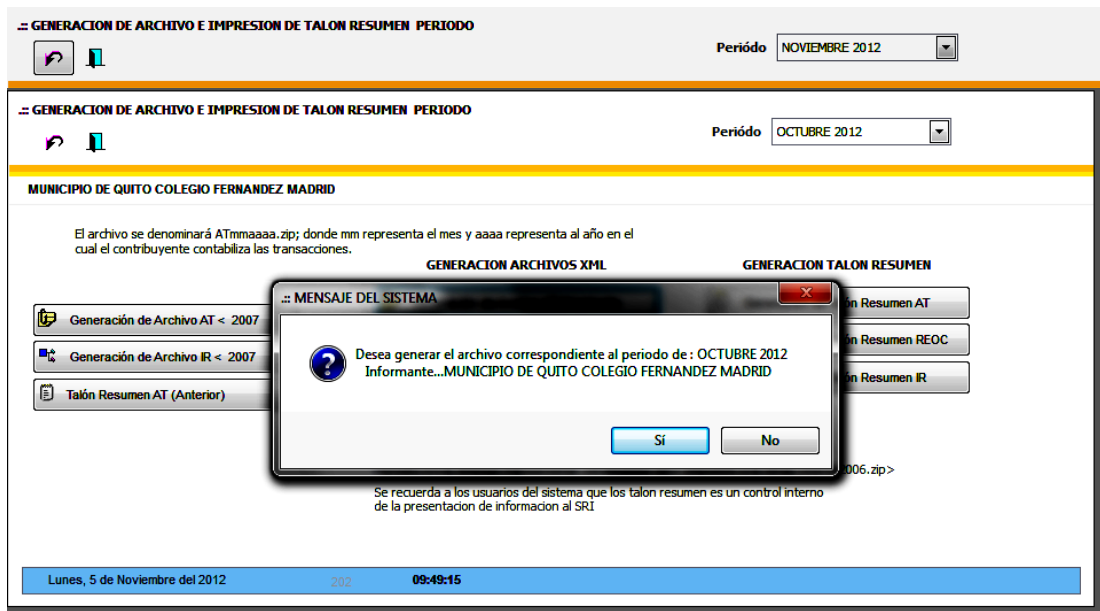 .:: GENERACION DE ARCHIVO E IMPRESION DE TALON RESUMEN PERIODO
Periódo NOVIEMBRE 2012
.:: GENERACION DE ARCHIVO E IMPRESION DE TALON RESUMEN PERIODO
Periódo OCTUBRE 2012
MUNICIPIO DE QUITO COLEGIO FERNANDEZ MADRID
El archivo se denominará ATmmaaaa.zip; donde mm representa el mes y aaaa representa al año en el
cual el contribuyente contabiliza las transacciones.
GENERACION ARCHIVOS XML
GENERACION TALON RESUMEN
.:: MENSAJE DEL SISTEMA
Generación de Archivo AT < 2007
Generación de Archivo IR < 2007
Talón Resumen AT (Anterior)
Desea generar el archivo correspondiente al periodo de : OCTUBRE 2012
Informante...MUNICIPIO DE QUITO COLEGIO FERNANDEZ MADRID
Sí
No
Resumen AT
Resumen REOC
Resumen IR
2006.zip>
Se recuerda a los usuarios del sistema que los talon resumen es un control interno
de la presentacion de informacion al SRI
Lunes, 5 de Noviembre del 2012
202
09:49:15